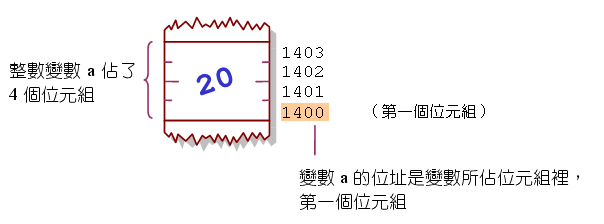 整數變數 a 佔了
4 個位元組
20
1403
1402
1401
1400
（第一個位元組）
變數 a 的位址是變數所佔位元組裡，
第一個位元組